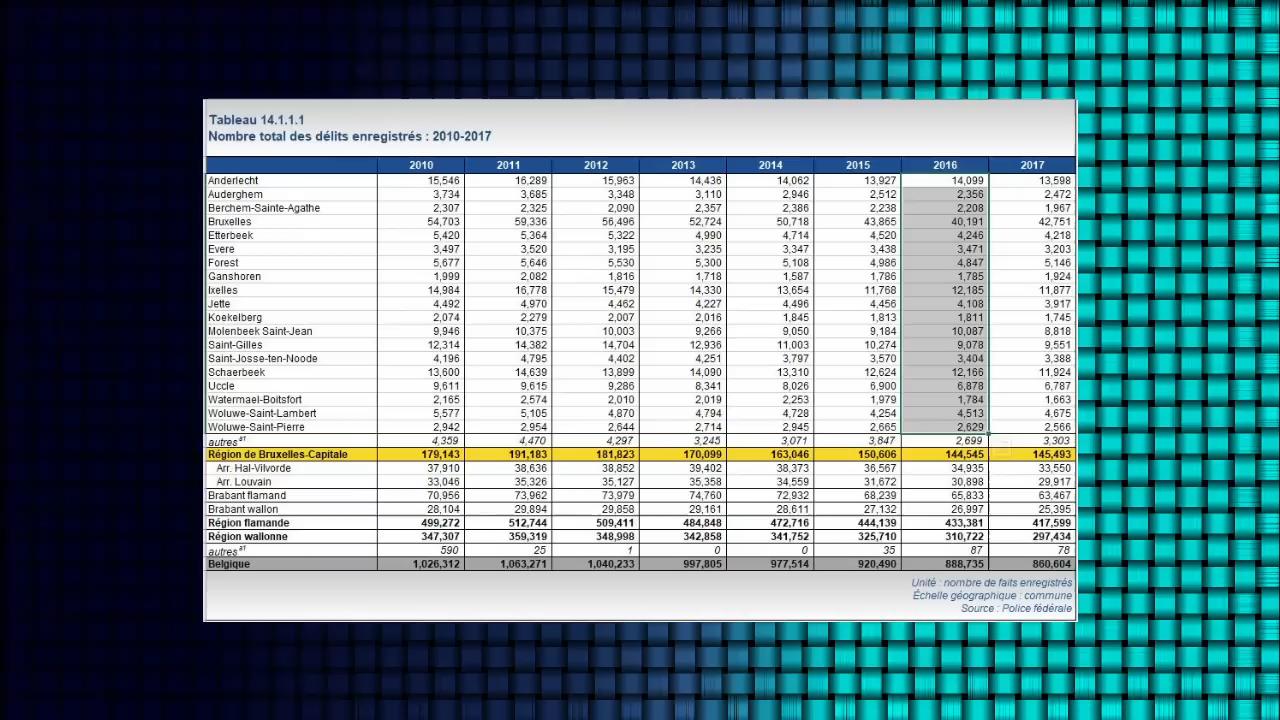 Tableau 14.1.1.1
Nombre total des délits enregistrés : 2010-2017
2010 2011 2012 2013 2014 2015 2016 2017
Anderlecht 15,546 16,289 15,963 14,436 14,062 13,927 14,099 13,598
Auderghem 3,734 3,685 3,348 3,110 2,946 2,512 2,356 2,472
Berchem-Sainte-Agathe 2,307 2,325 2,090 2,357 2,386 2,238 2,208 1,967
Bruxelles 54,703 59,336 56,496 52,724 50,718 43,865 40,191 42,751
Etterbeek 5,420 5,364 5,322 4,990 4,714 4,520 4,246 4,218
Evere 3,497 3,520 3,195 3,235 3,347 3,438 3,471 3,203
Forest 5,677 5,646 5,530 5,300 5,108 4,986 4,847 5,146
Ganshoren 1,999 2,082 1,816 1,718 1,587 1,786 1,785 1,924
Ixelles 14,984 16,778 15,479 14,330 13,654 11,768 12,185 11,877
Jette 4,492 4,970 4,462 4,227 4,496 4,456 4,108 3,917
Koekelberg 2,074 2,279 2,007 2,016 1,845 1,813 1,811 1,745
Molenbeek Saint-Jean 9,946 10,375 10,003 9,266 9,050 9,184 10,087 8,818
Saint-Gilles 12,314 14,382 14,704 12,936 11,003 10,274 9,078 9,551
Saint-Josse-ten-Noode 4,196 4,795 4,402 4,251 3,797 3,570 3,404 3,388
Schaerbeek 13,600 14,639 13,899 14,090 13,310 12,624 12,166 11,924
Uccle 9,611 9,615 9,286 8,341 8,026 6,900 6,878 6,787
Watermael-Boitsfort 2,165 2,574 2,010 2,019 2,253 1,979 1,784 1,663
Woluwe-Saint-Lambert 5,577 5,105 4,870 4,794 4,728 4,254 4,513 4,675
Woluwe-Saint-Pierre 2,942 2,954 2,644 2,714 2,945 2,665 2,629 2,566
autres a1 4,359 4,470 4,297 3,245 3,071 3,847 2,699 3,303
Région de Bruxelles-Capitale 179,143 191,183 181,823 170,099 163,046 150,606 144,545 145,493
Arr. Hal-Vilvorde 37,910 38,636 38,852 39,402 38,373 36,567 34,935 33,550
Arr. Louvain 33,046 35,326 35,127 35,358 34,559 31,672 30,898 29,917
Brabant flamand 70,956 73,962 73,979 74,760 72,932 68,239 65,833 63,467
Brabant wallon 28,104 29,894 29,858 29,161 28,611 27,132 26,997 25,395
Région flamande 499,272 512,744 509,411 484,848 472,716 444,139 433,381 417,599
Région wallonne 347,307 359,319 348,998 342,858 341,752 325,710 310,722 297,434
autres a1 590 25 1 0 0 35 87 78
Belgique 1,026,312 1,063,271 1,040,233 997,805 977,514 920,490 888,735 860,604
Unité : nombre de faits enregistrés
Échelle géographique : commune
Source : Police fédérale